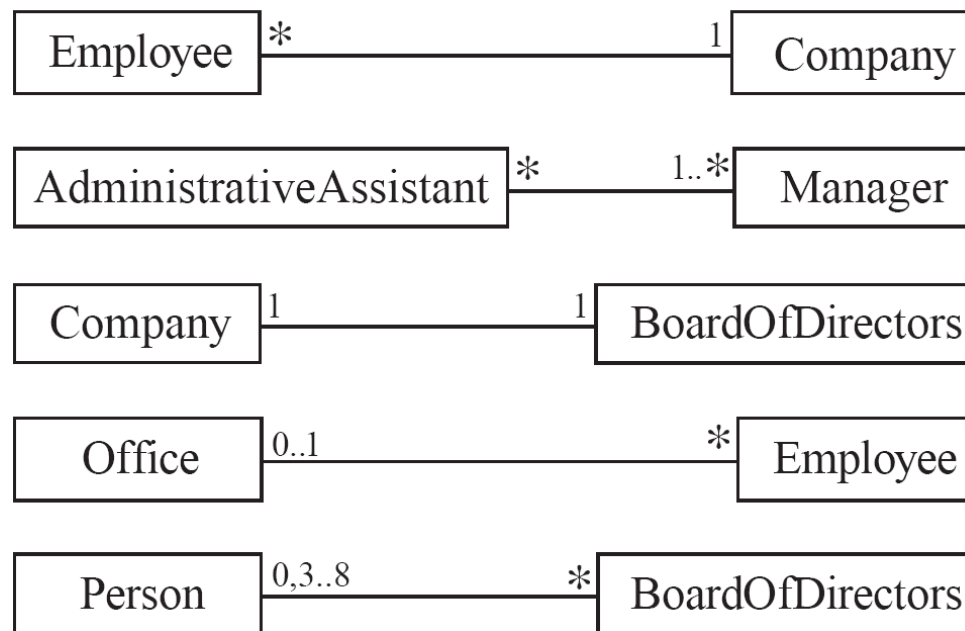 Employee * 1 Company
AdministrativeAssistant * 1..* Manager
Company 1 1 BoardOfDirectors
Office 0..1 * Employee
Person 0,3..8 * BoardOfDirectors